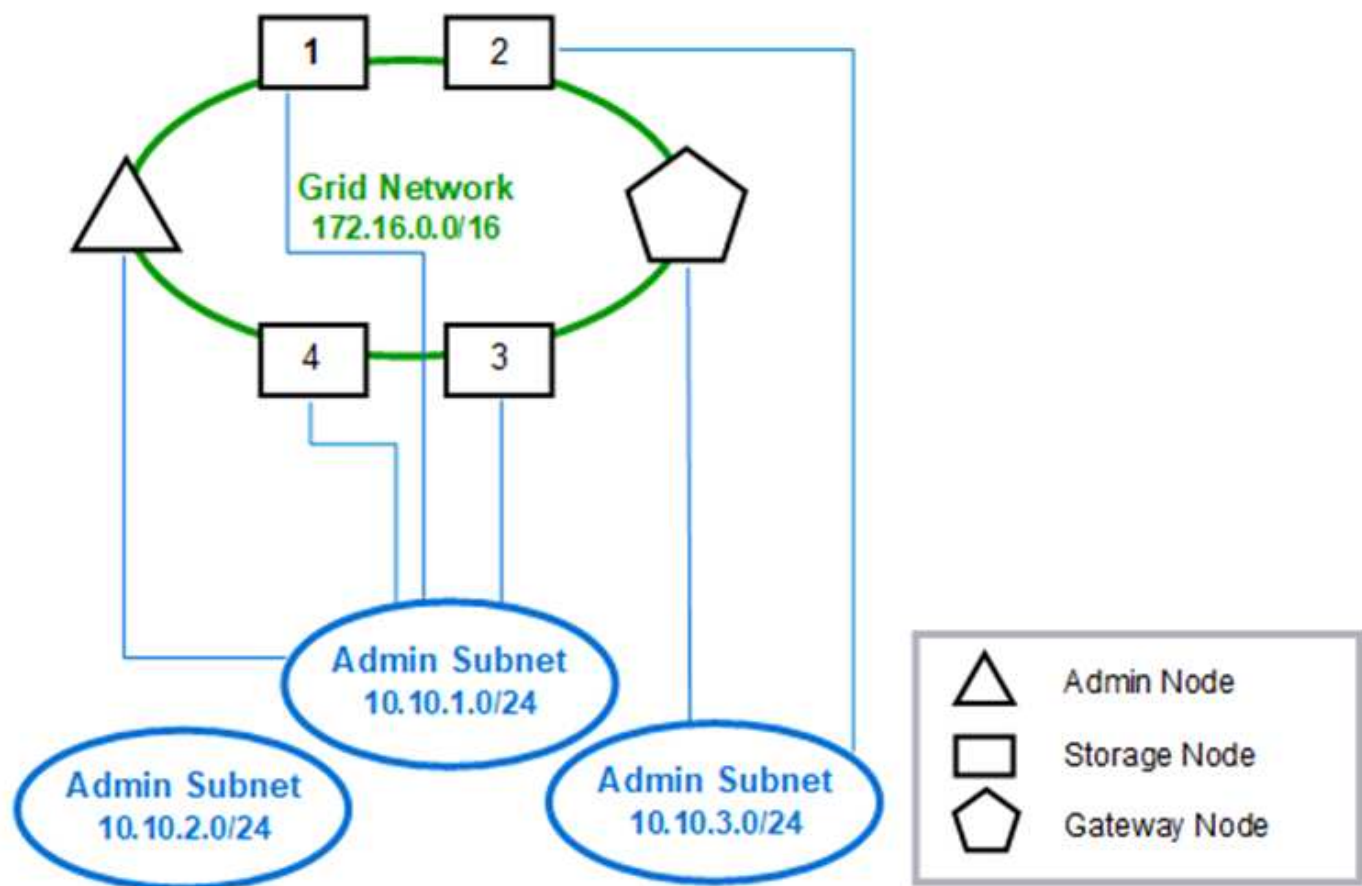 1
2
Grid Network
172.16.0.0/16
4
3
Admin Subnet
10.10.1.0/24
Admin Subnet
10.10.2.0/24
Admin Subnet
10.10.3.0/24
Admin Node
Storage Node
Gateway Node